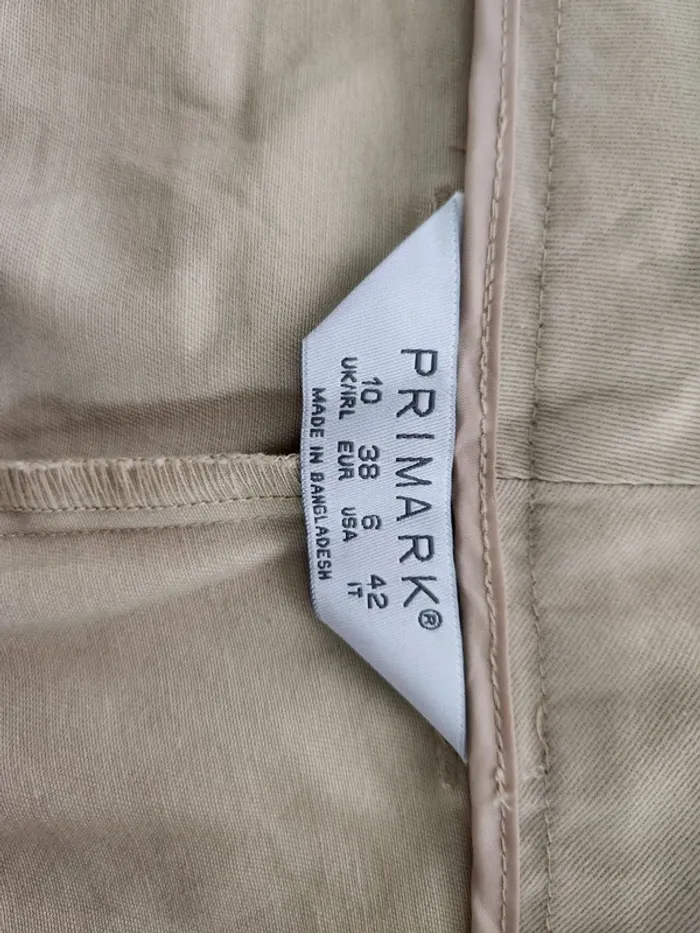 PRIMARK®
10 38 6 42
UK/IRL EUR USA IT
MADE IN BANGLADESH